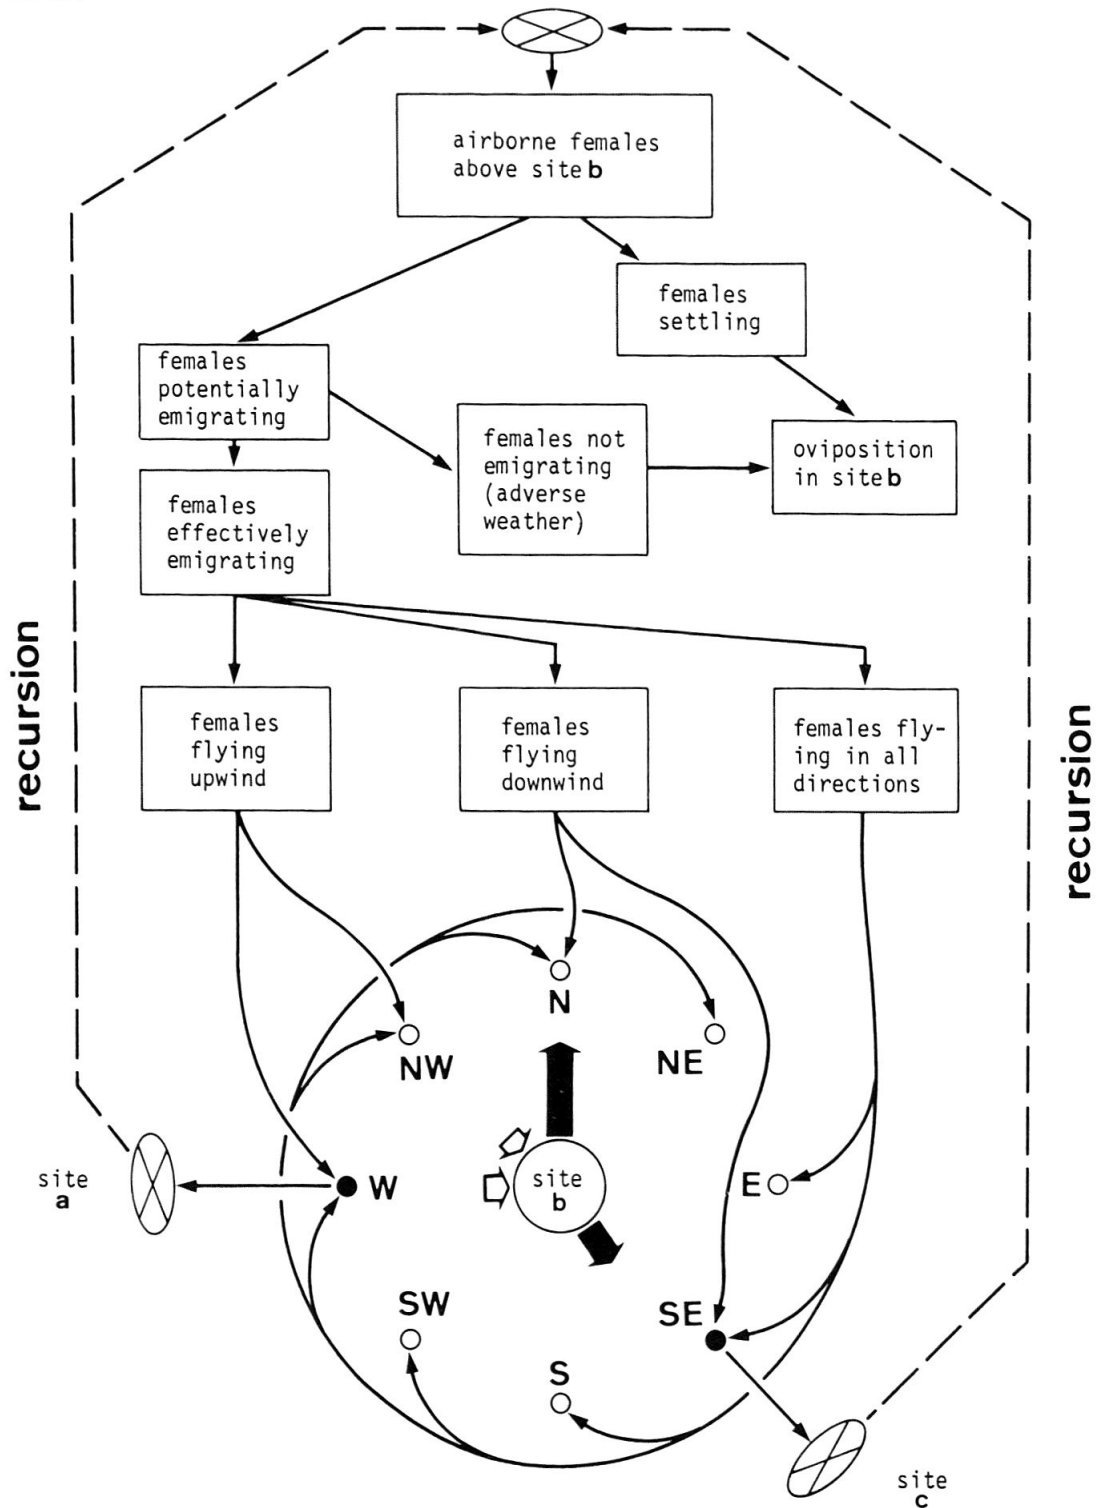 airborne females
above site b
females
settling
females
potentially
emigrating
females not
emigrating
(adverse
weather)
oviposition
in site b
females
effectively
emigrating
recursion
recursion
females
flying
upwind
females
flying
downwind
females fly-
ing in all
directions
N
NW
NE
site
a
W
site
b
E
SW
SE
S
site
c